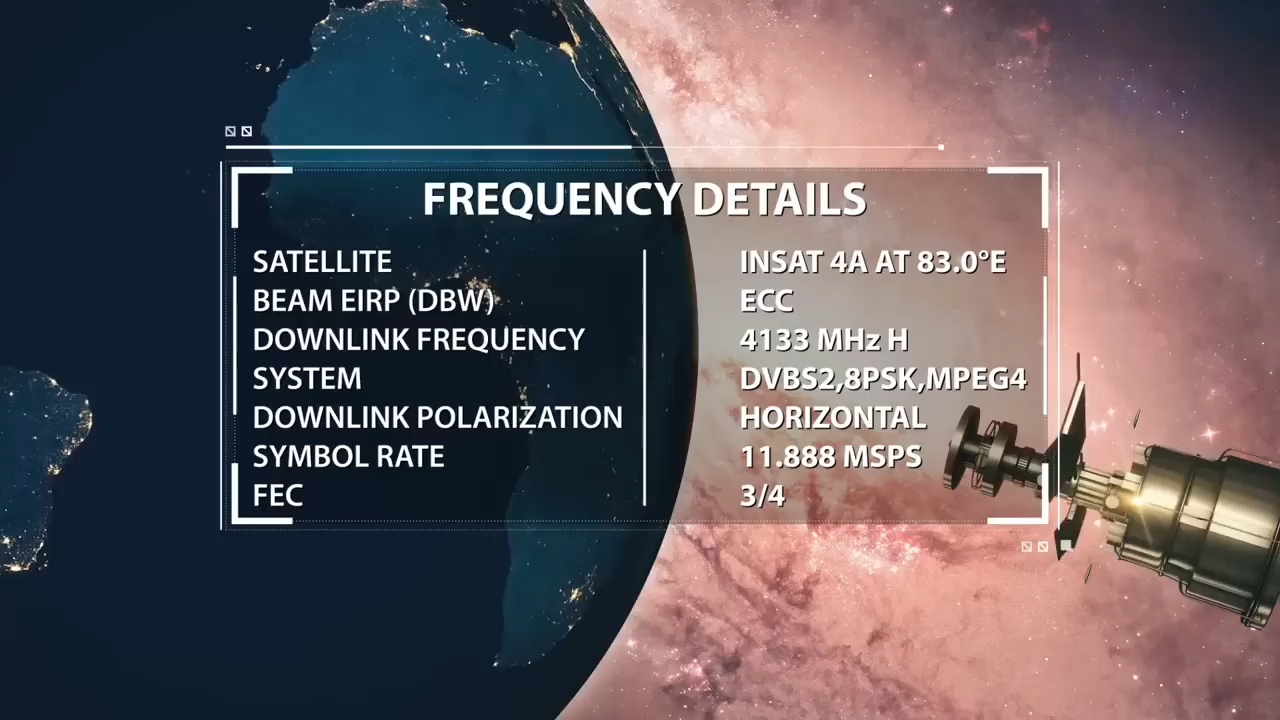 FREQUENCY DETAILS
SATELLITE INSAT 4A AT 83.0°E
BEAM EIRP (DBW) ECC
DOWNLINK FREQUENCY 4133 MHz H
SYSTEM DVBS2,8PSK,MPEG4
DOWNLINK POLARIZATION HORIZONTAL
SYMBOL RATE 11.888 MSPS
FEC 3/4